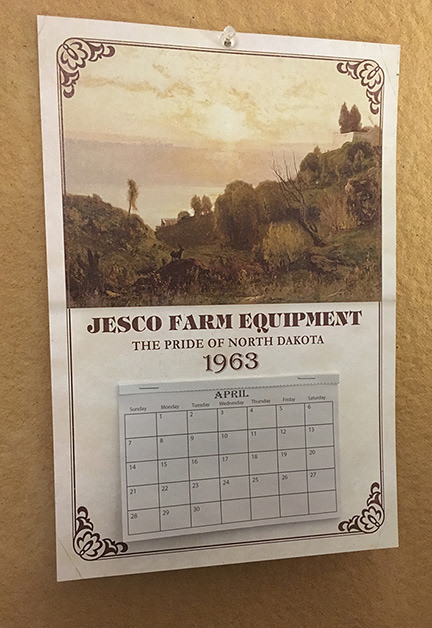 JESCO FARM EQUIPMENT
THE PRIDE OF NORTH DAKOTA
1963
APRIL
Sunday Monday Tuesday Wednesday Thursday Friday Saturday
1 2 3 4 5 6
7 8 9 10 11 12 13
14 15 16 17 18 19 20
21 22 23 24 25 26 27
28 29 30